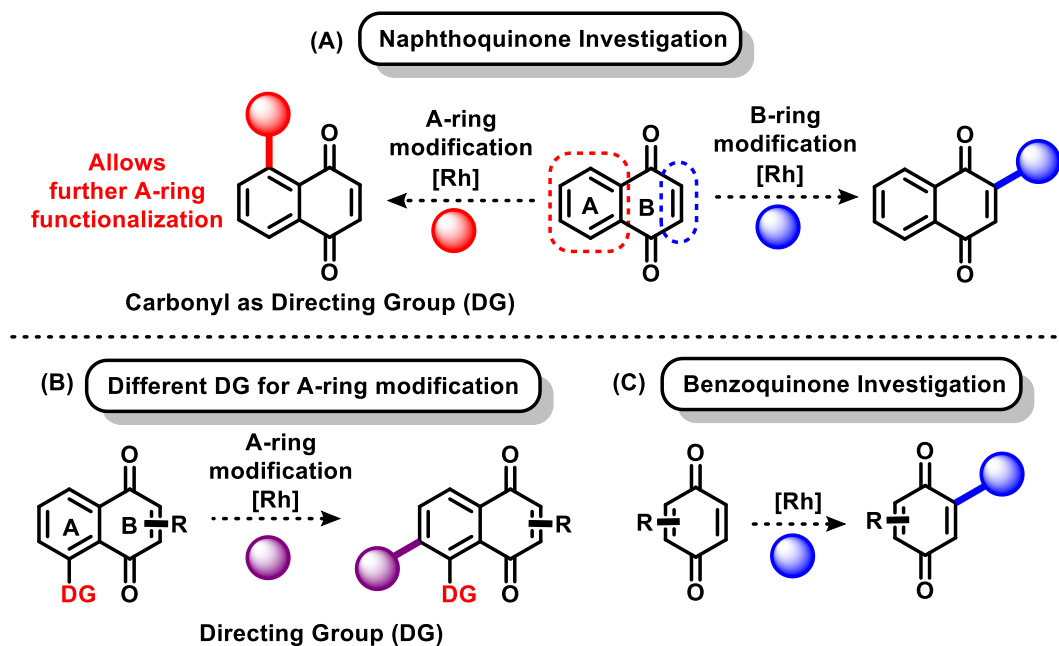 (A) Naphthoquinone Investigation
Allows
further A-ring
functionalization
O
O
A-ring
modification
[Rh]
O
A
B
O
B-ring
modification
[Rh]
O
O
Carbonyl as Directing Group (DG)
(B) Different DG for A-ring modification
O
A
B
R
O
DG
A-ring
modification
[Rh]
O
R
O
DG
Directing Group (DG)
(C) Benzoquinone Investigation
O
R
O
[Rh]
O
R
O